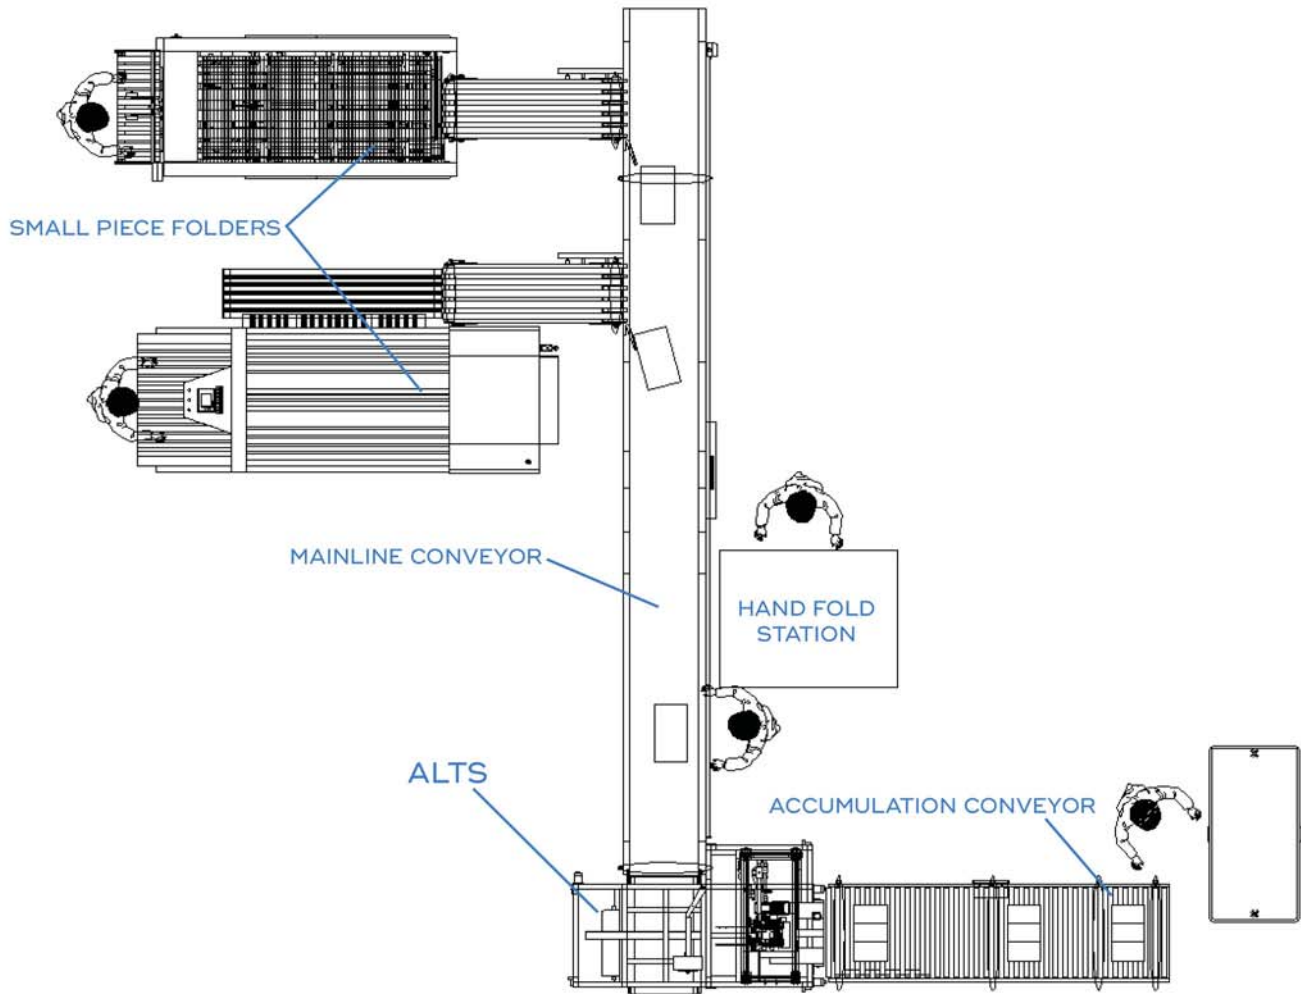 SMALL PIECE FOLDERS
MAINLINE CONVEYOR
HAND FOLD
STATION
ALTS
ACCUMULATION CONVEYOR